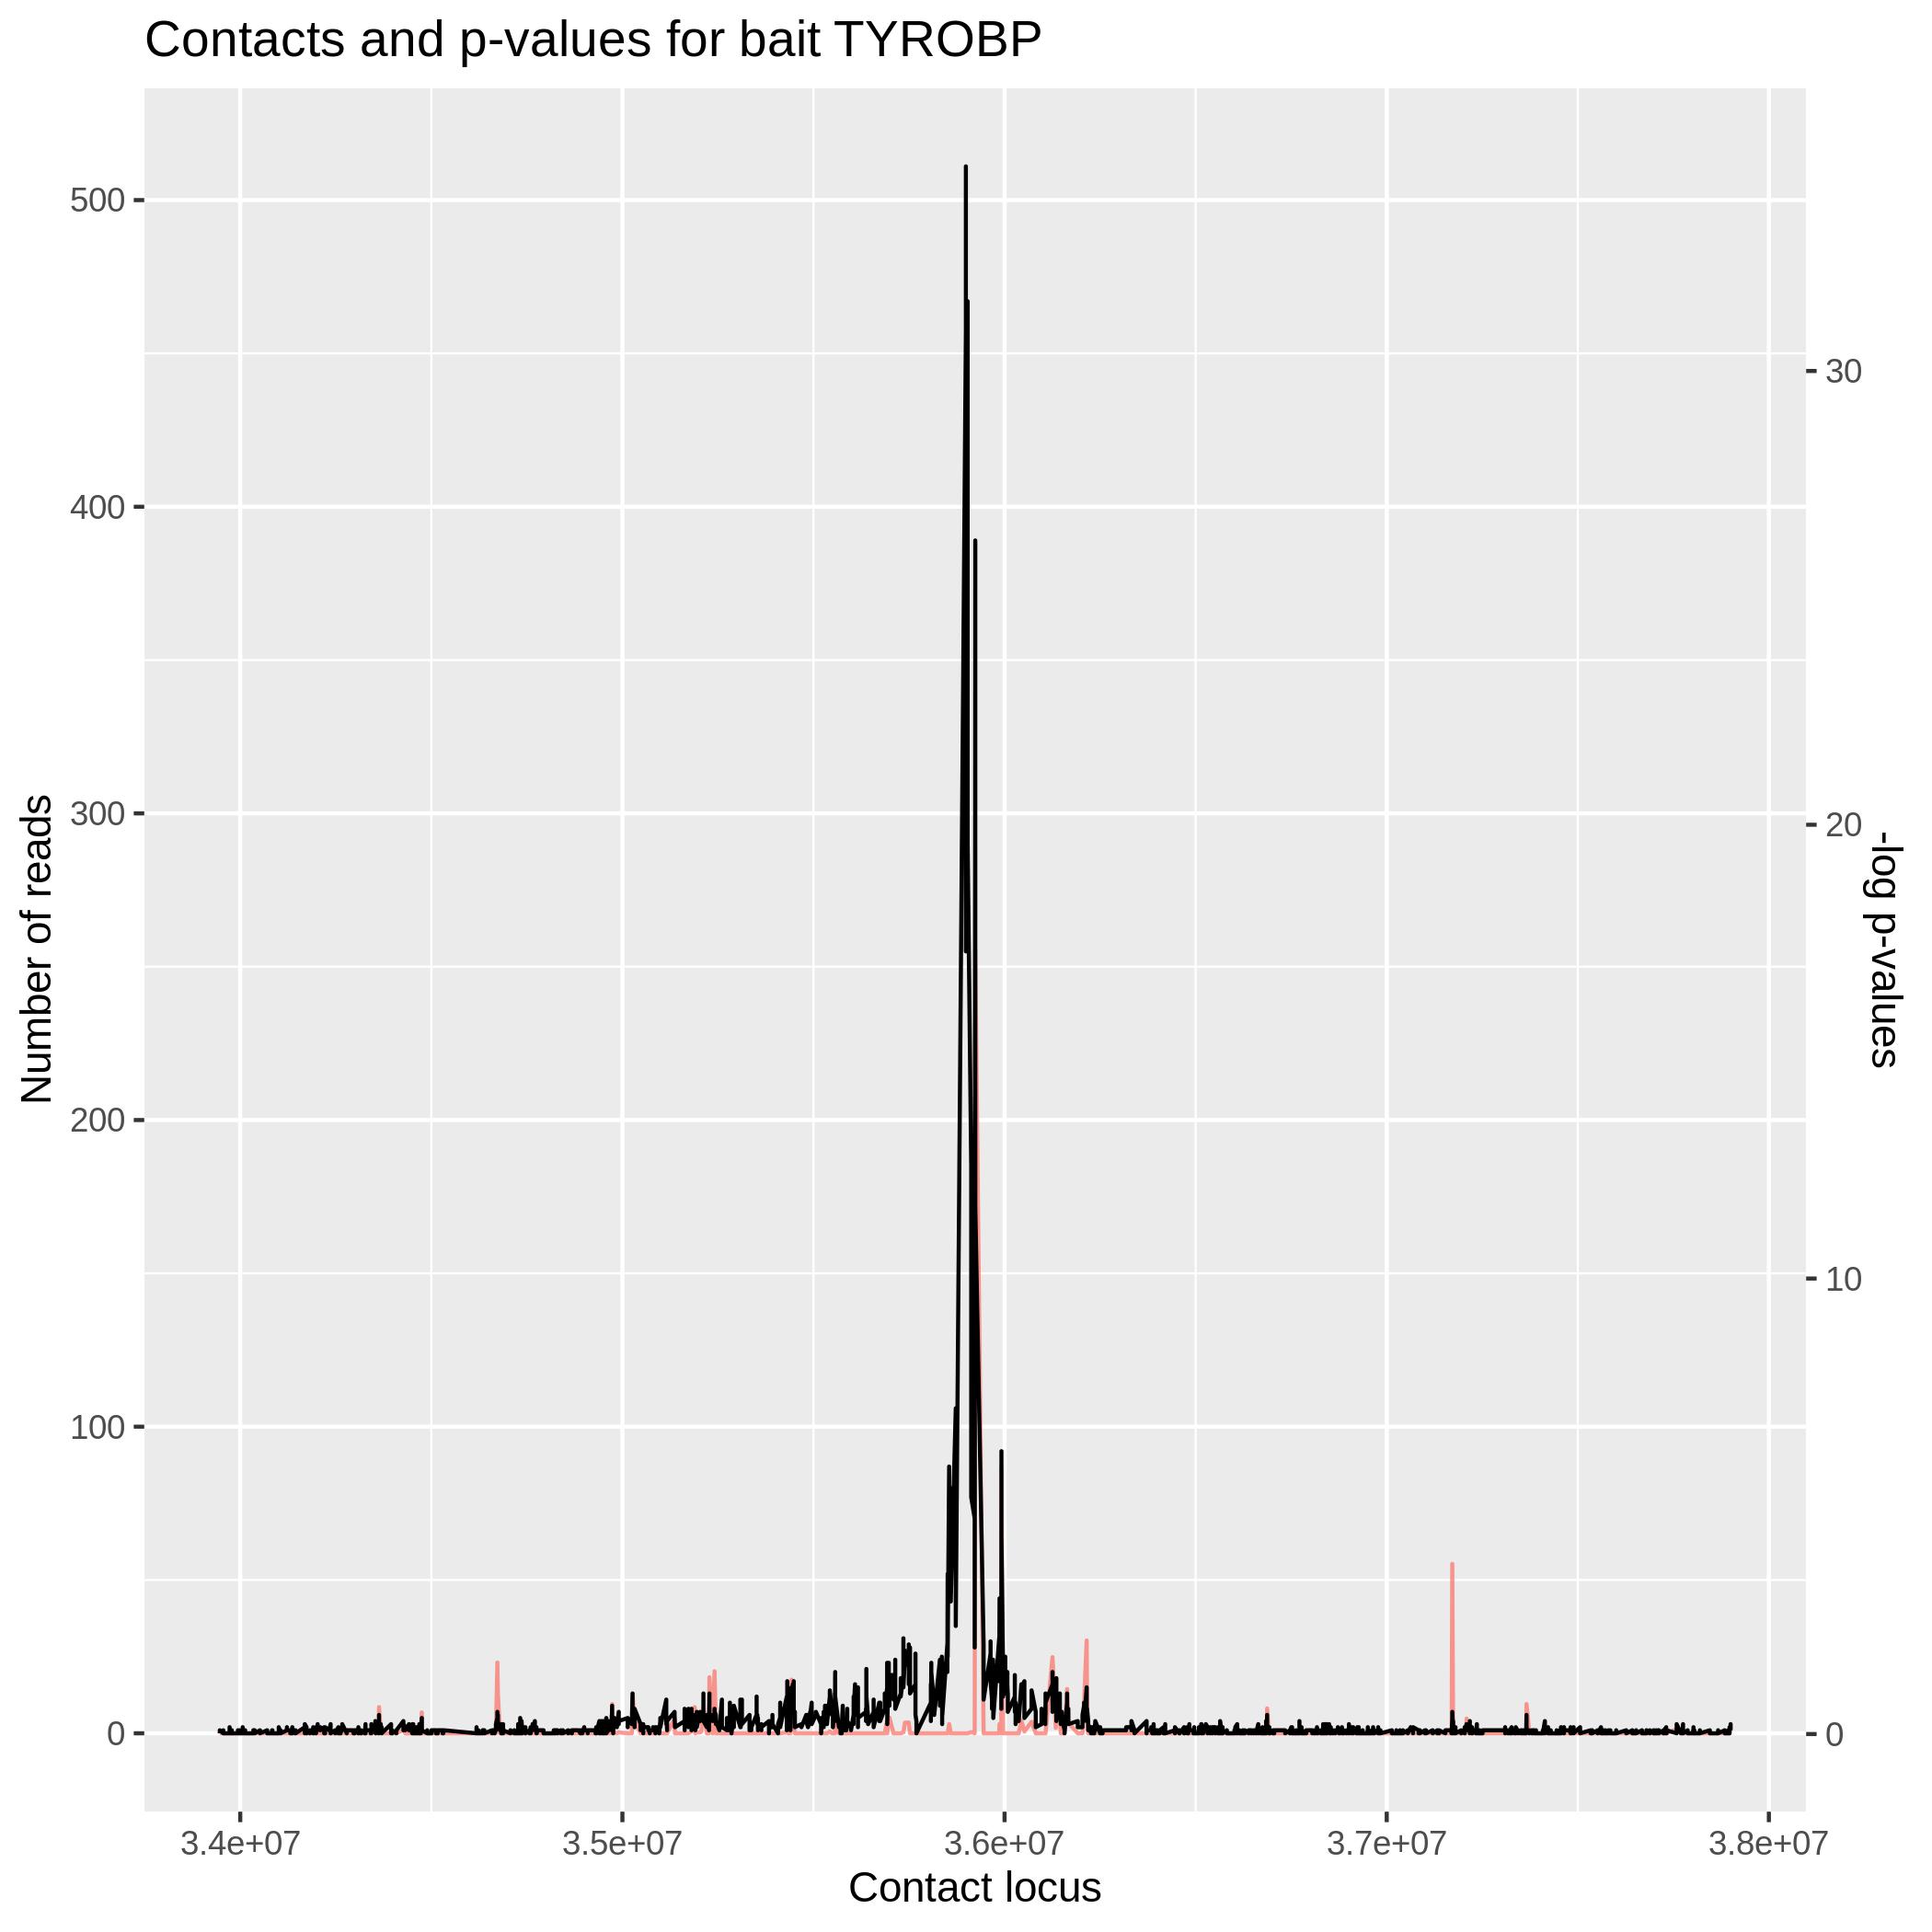 Contacts and p-values for bait TYROBP
500
400
300
200
100
0
Number of reads
30
20
10
0
-log p-values
3.4e+07
3.5e+07
3.6e+07
3.7e+07
3.8e+07
Contact locus